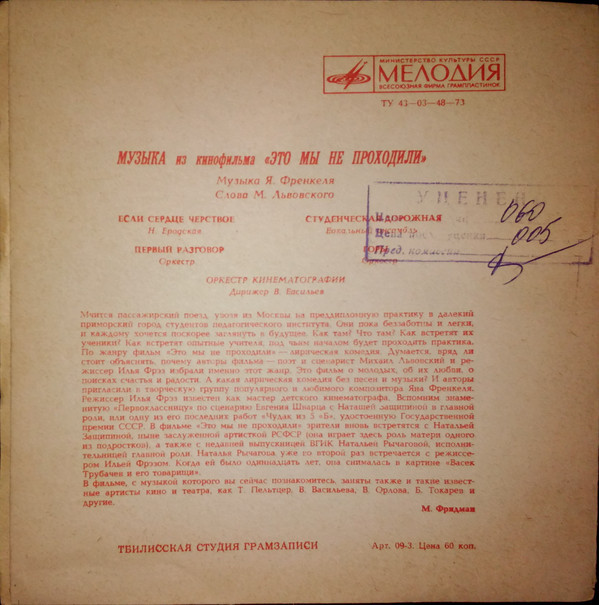 МИНИСТЕРСТВО КУЛЬТУРЫ СССР
МЕЛОДИЯ
ВСЕСОЮЗНАЯ ФИРМА ГРАМПЛАСТИНОК
ТУ 43—03—48—73
МУЗЫКА из кинофильма «ЭТО МЫ НЕ ПРОХОДИЛИ»
Музыка Я. Френкеля
Слова М. Львовского
УЦЕНЕН
ЕСЛИ СЕРДЦЕ ЧЕРСТВОЕ СТУДЕНЧЕСКАЯ ДОРОЖНАЯ 060
Н. Бродская Вокальный ансамбль
Цена 005
ПЕРВЫЙ РАЗГОВОР
Пред. комиссии
Оркестр Оркестр
ОРКЕСТР КИНЕМАТОГРАФИИ
Дирижер В. Васильев
Мчится пассажирский поезд, увозя из Москвы на преддипломную практику в далекий
приморский город студентов педагогического института. Они пока беззаботны и легки,
и каждому хочется поскорее заглянуть в будущее. Как там? Что там? Как встретят их
ученики? Как встретят опытные учителя, под чьим началом будет проходить практика.
По жанру фильм «Это мы не проходили» — лирическая комедия. Думается, вряд ли
стоит объяснять, почему авторы фильма — поэт и сценарист Михаил Львовский и ре-
жиссер Илья Фрэз избрали именно этот жанр. Это фильм о молодых, об их любви, о
поисках счастья и радости. А какая лирическая комедия без песен и музыки? И авторы
пригласили в творческую группу популярного и любимого композитора Яна Френкеля.
Режиссер Илья Фрэз известен как мастер детского кинематографа. Вспомним знаме-
нитую «Первоклассницу» по сценарию Евгения Шварца с Наташей Защипиной в главной
роли, или одну из его последних работ «Чудак из 5 «Б», удостоенную Государственной
премии СССР. В фильме «Это мы не проходили» зрители вновь встретятся с Натальей
Защипиной, ныне заслуженной артисткой РСФСР (она играет здесь роль матери одного
из подростков), а также с недавней выпускницей ВГИК Натальей Рычаговой, исполни-
тельницей главной роли. Наталья Рычагова уже во второй раз встречается с режиссе-
ром Ильей Фрэзом. Когда ей было одиннадцать лет, она снималась в картине «Васек
Трубачев и его товарищи».
В фильме, с музыкой которого вы сейчас познакомитесь, заняты также и такие извест-
ные артисты кино и театра, как Т. Пельтцер, В. Васильева, В. Орлова, Б. Токарев и
другие.
М. Фридман
ТБИЛИССКАЯ СТУДИЯ ГРАМЗАПИСИ Арт. 09-3. Цена 60 коп.